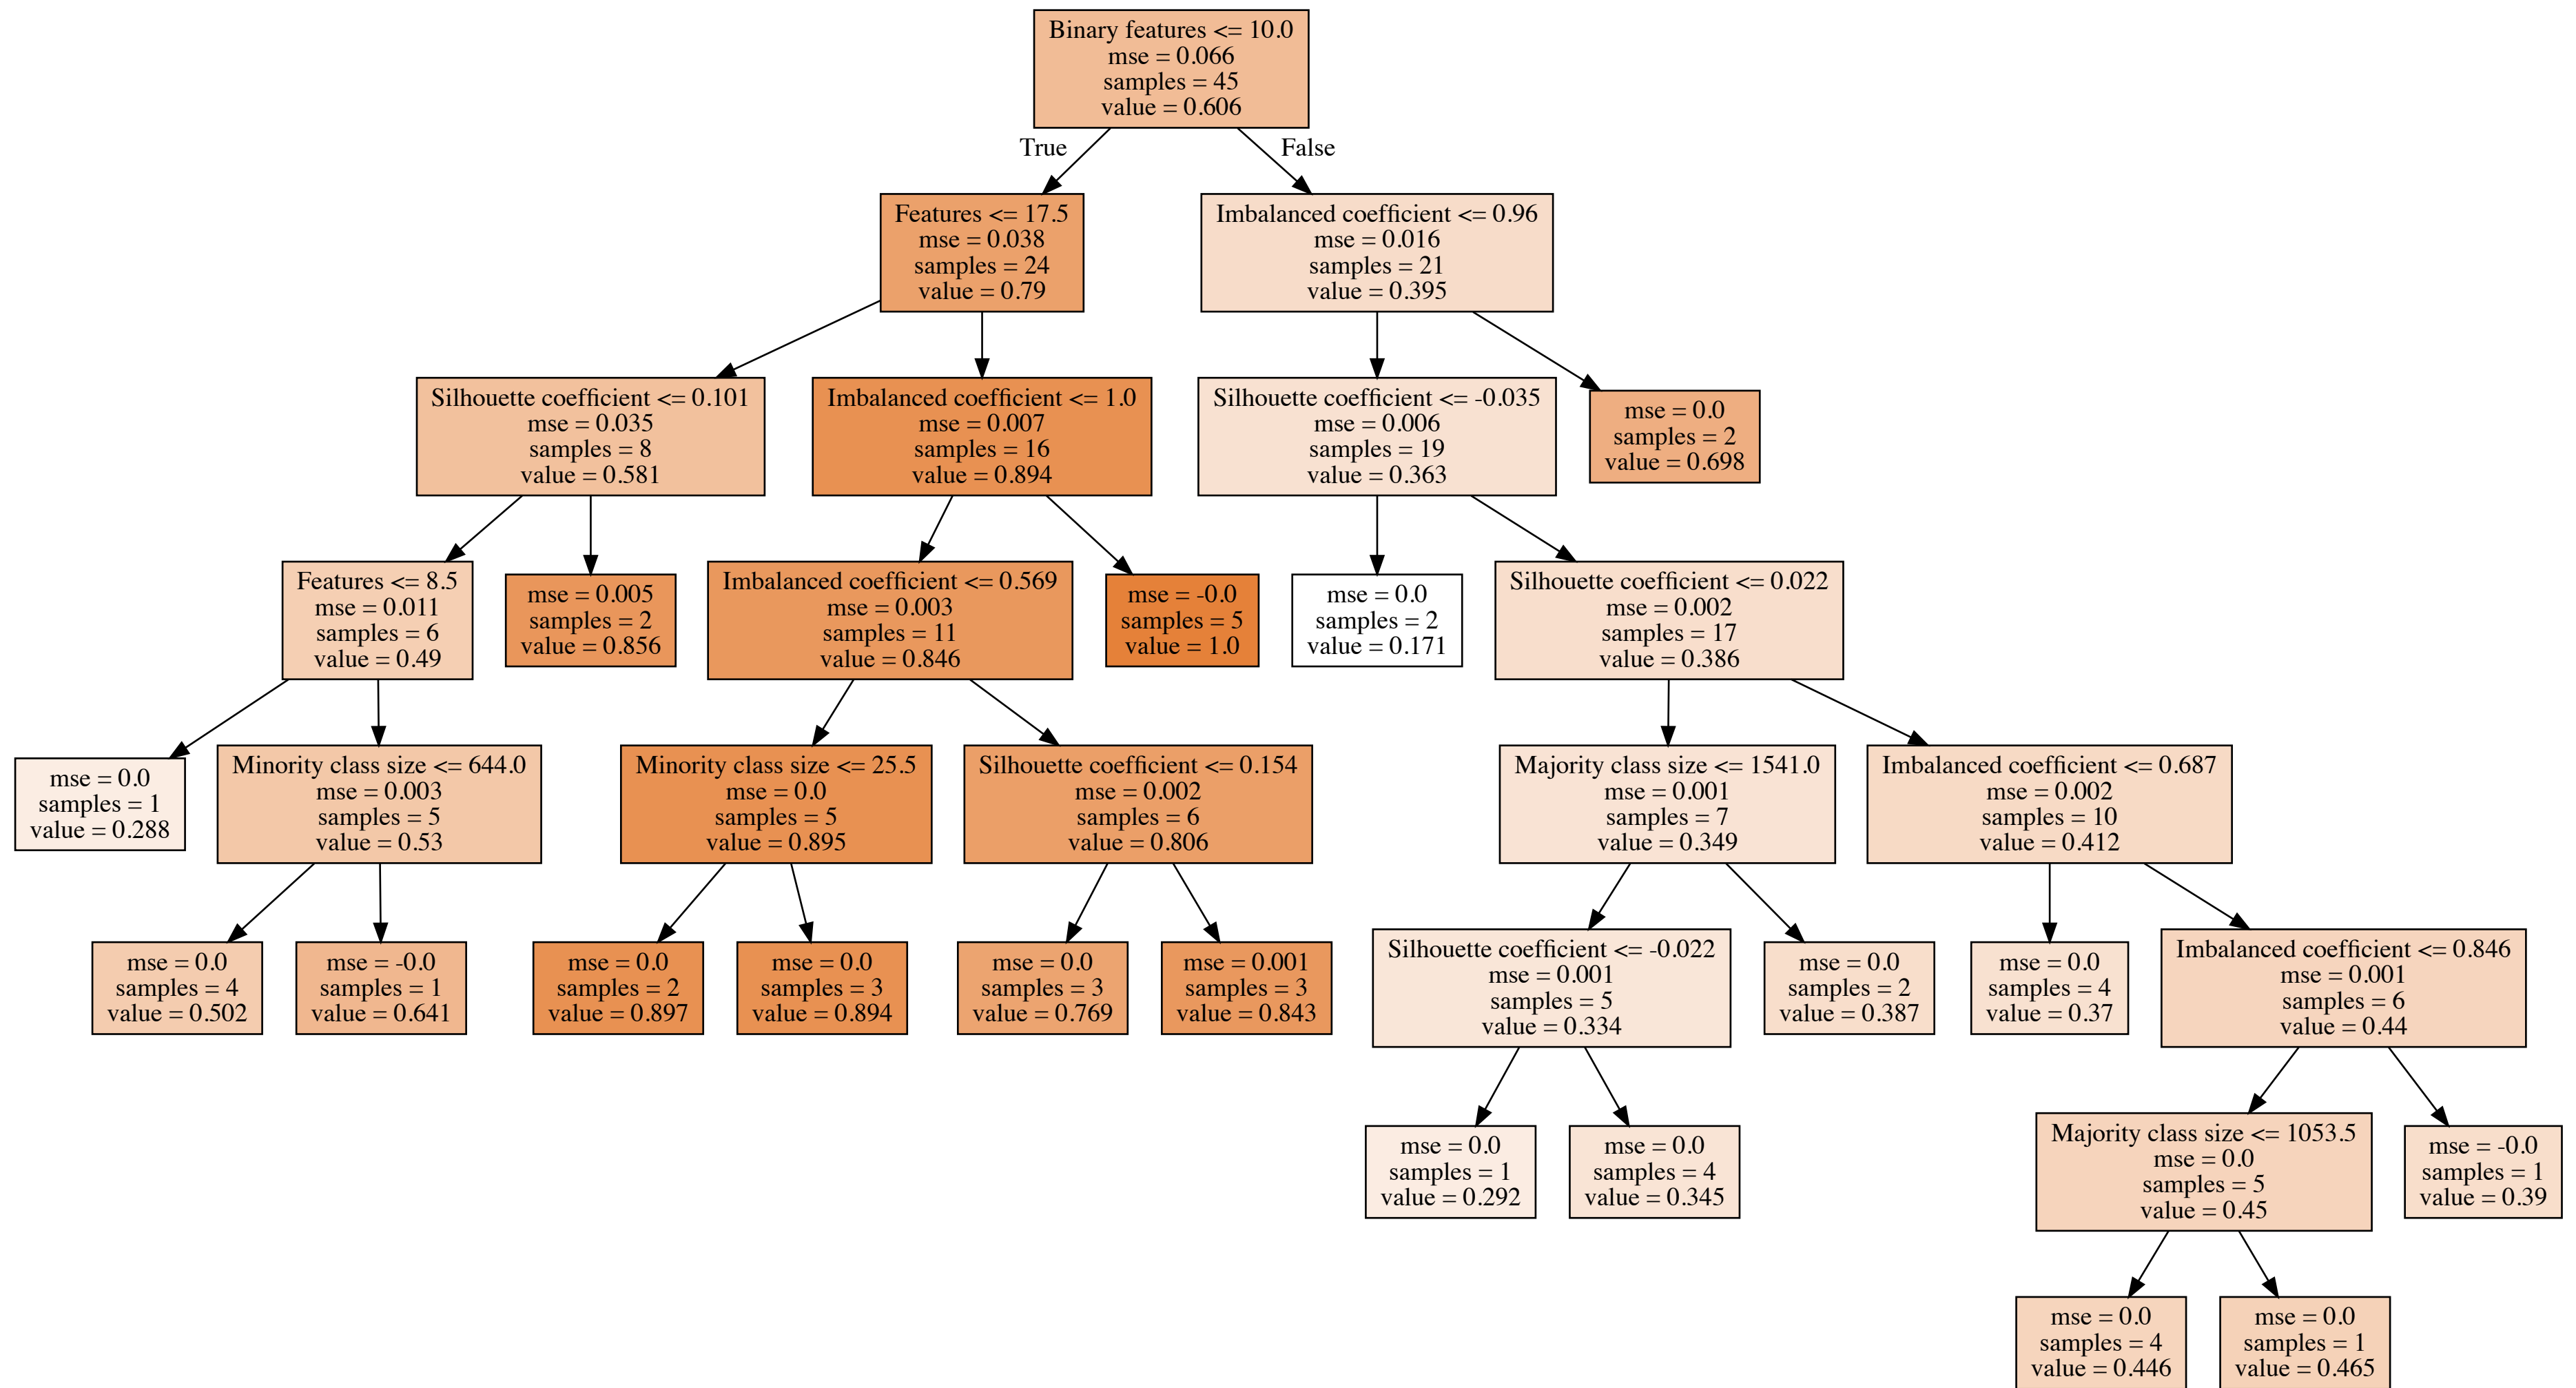 Binary features <= 10.0
mse = 0.066
samples = 45
value = 0.606
True
False
Features <= 17.5
mse = 0.038
samples = 24
value = 0.79
Imbalanced coefficient <= 0.96
mse = 0.016
samples = 21
value = 0.395
Silhouette coefficient <= 0.101
mse = 0.035
samples = 8
value = 0.581
Imbalanced coefficient <= 1.0
mse = 0.007
samples = 16
value = 0.894
Silhouette coefficient <= -0.035
mse = 0.006
samples = 19
value = 0.363
mse = 0.0
samples = 2
value = 0.698
Features <= 8.5
mse = 0.011
samples = 6
value = 0.49
mse = 0.005
samples = 2
value = 0.856
Imbalanced coefficient <= 0.569
mse = 0.003
samples = 11
value = 0.846
mse = -0.0
samples = 5
value = 1.0
mse = 0.0
samples = 2
value = 0.171
Silhouette coefficient <= 0.022
mse = 0.002
samples = 17
value = 0.386
mse = 0.0
samples = 1
value = 0.288
Minority class size <= 644.0
mse = 0.003
samples = 5
value = 0.53
Minority class size <= 25.5
mse = 0.0
samples = 5
value = 0.895
Silhouette coefficient <= 0.154
mse = 0.002
samples = 6
value = 0.806
Majority class size <= 1541.0
mse = 0.001
samples = 7
value = 0.349
Imbalanced coefficient <= 0.687
mse = 0.002
samples = 10
value = 0.412
mse = 0.0
samples = 4
value = 0.502
mse = -0.0
samples = 1
value = 0.641
mse = 0.0
samples = 2
value = 0.897
mse = 0.0
samples = 3
value = 0.894
mse = 0.0
samples = 3
value = 0.769
mse = 0.001
samples = 3
value = 0.843
Silhouette coefficient <= -0.022
mse = 0.001
samples = 5
value = 0.334
mse = 0.0
samples = 2
value = 0.387
mse = 0.0
samples = 4
value = 0.37
Imbalanced coefficient <= 0.846
mse = 0.001
samples = 6
value = 0.44
mse = 0.0
samples = 1
value = 0.292
mse = 0.0
samples = 4
value = 0.345
Majority class size <= 1053.5
mse = 0.0
samples = 5
value = 0.45
mse = -0.0
samples = 1
value = 0.39
mse = 0.0
samples = 4
value = 0.446
mse = 0.0
samples = 1
value = 0.465